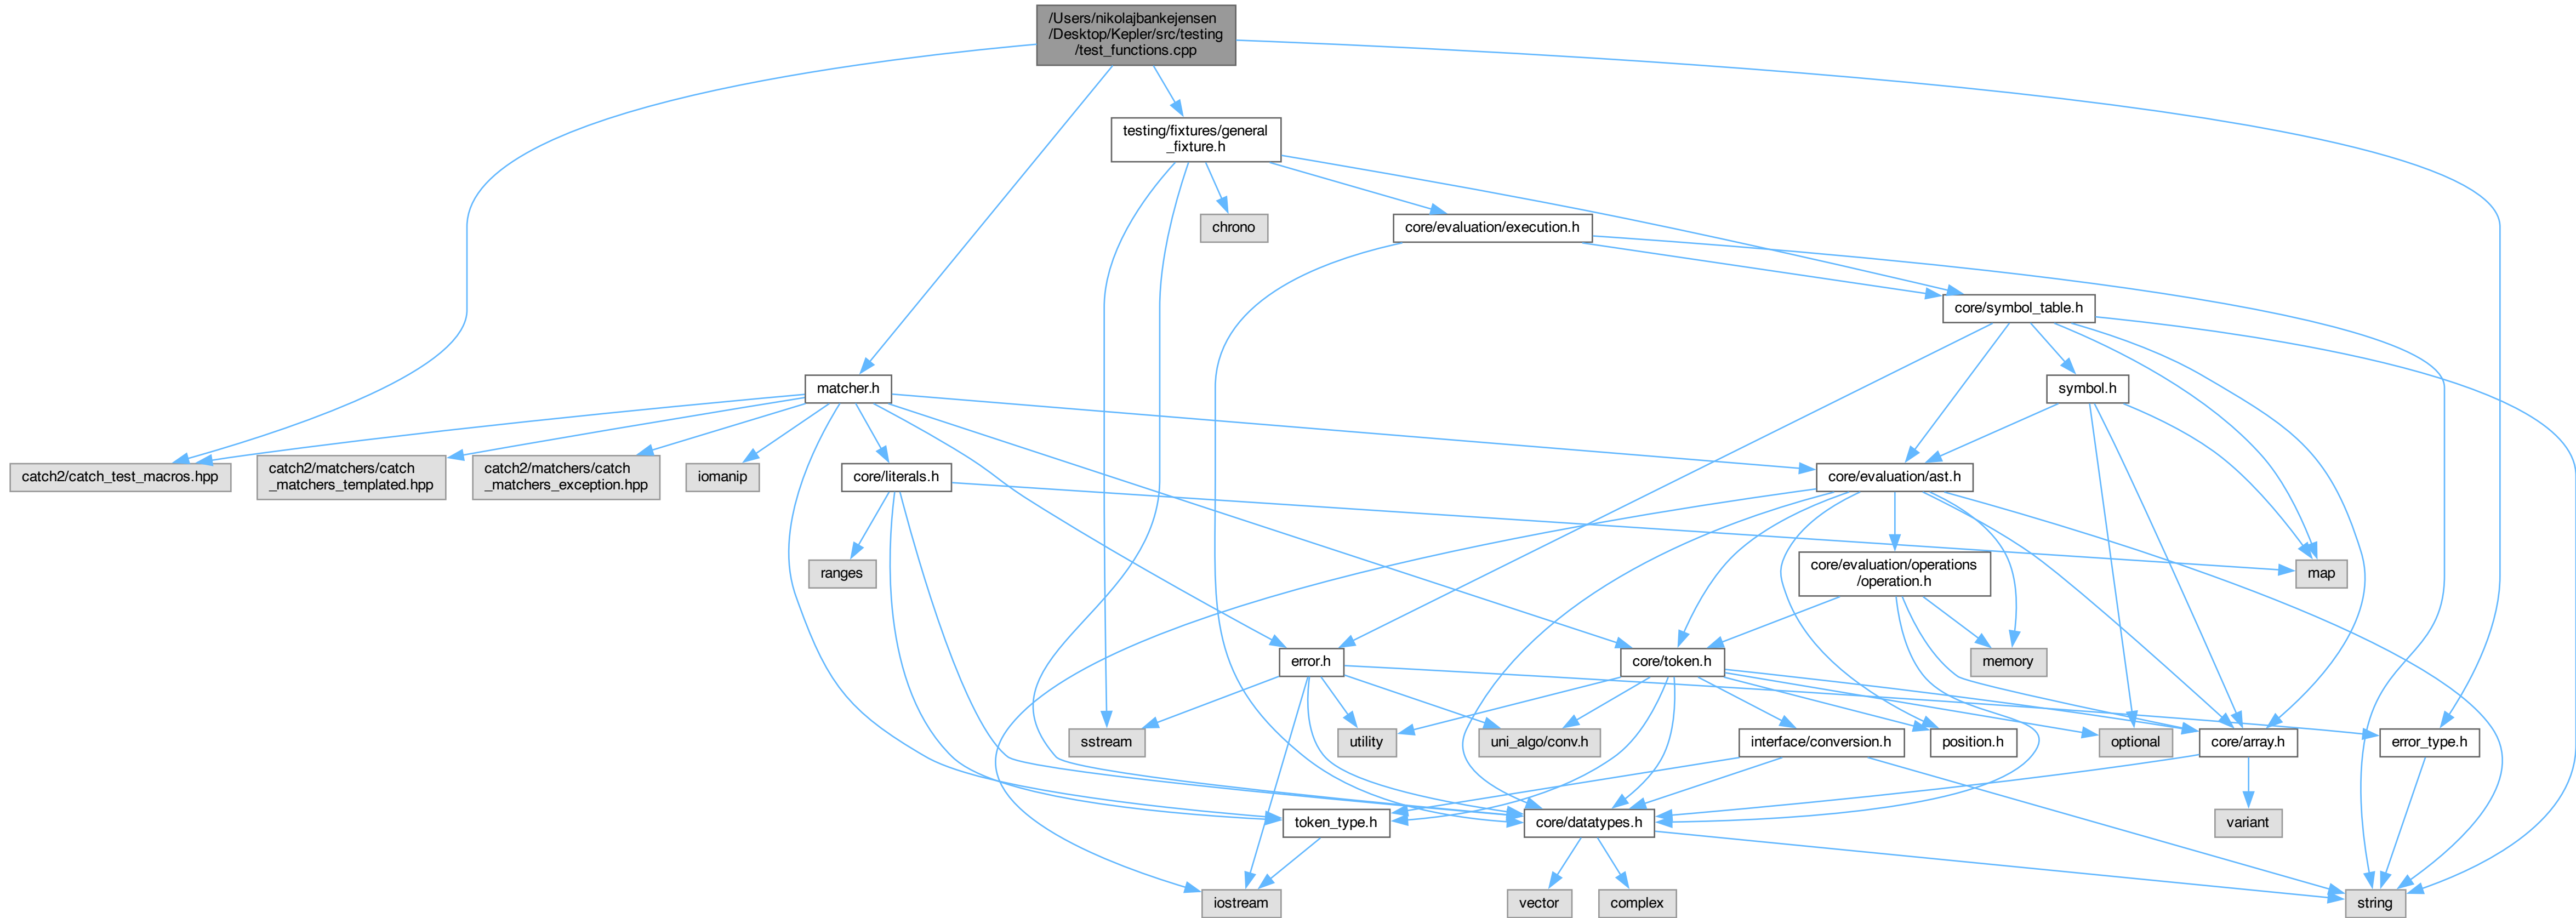 /Users/nikolajbankejensen
/Desktop/Kepler/src/testing
/test_functions.cpp
testing/fixtures/general
_fixture.h
chrono
core/evaluation/execution.h
core/symbol_table.h
matcher.h
symbol.h
catch2/catch_test_macros.hpp
catch2/matchers/catch
_matchers_templated.hpp
catch2/matchers/catch
_matchers_exception.hpp
iomanip
core/literals.h
core/evaluation/ast.h
ranges
core/evaluation/operations
/operation.h
map
error.h
core/token.h
memory
sstream
utility
uni_algo/conv.h
interface/conversion.h
position.h
optional
core/array.h
error_type.h
token_type.h
core/datatypes.h
variant
iostream
vector
complex
string